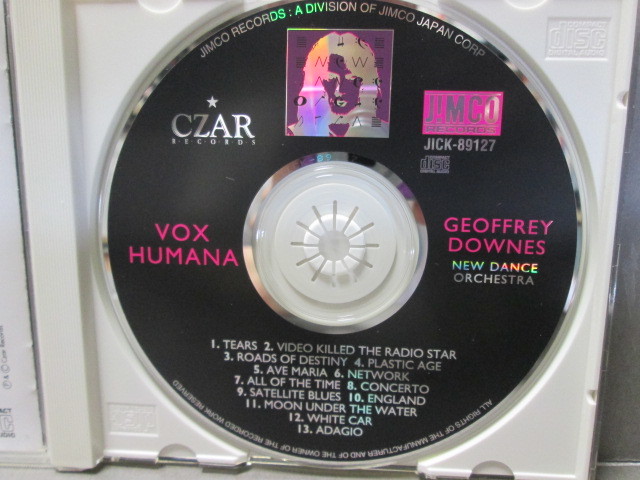 JIMCO RECORDS : A DIVISION OF JIMCO JAPAN CORP
CZAR
RECORDS
JIMCO
RECORDS
JICK-89127
COMPACT
disc
DIGITAL AUDIO
VOX
HUMANA
GEOFFREY
DOWNES
NEW DANCE
ORCHESTRA
1. TEARS 2. VIDEO KILLED THE RADIO STAR
3. ROADS OF DESTINY 4. PLASTIC AGE
5. AVE MARIA 6. NETWORK
7. ALL OF THE TIME 8. CONCERTO
9. SATELLITE BLUES 10. ENGLAND
11. MOON UNDER THE WATER
12. WHITE CAR
13. ADAGIO
ALL RIGHTS OF THE MANUFACTURER AND OF THE OWNER OF THE RECORDED WORK RESERVED